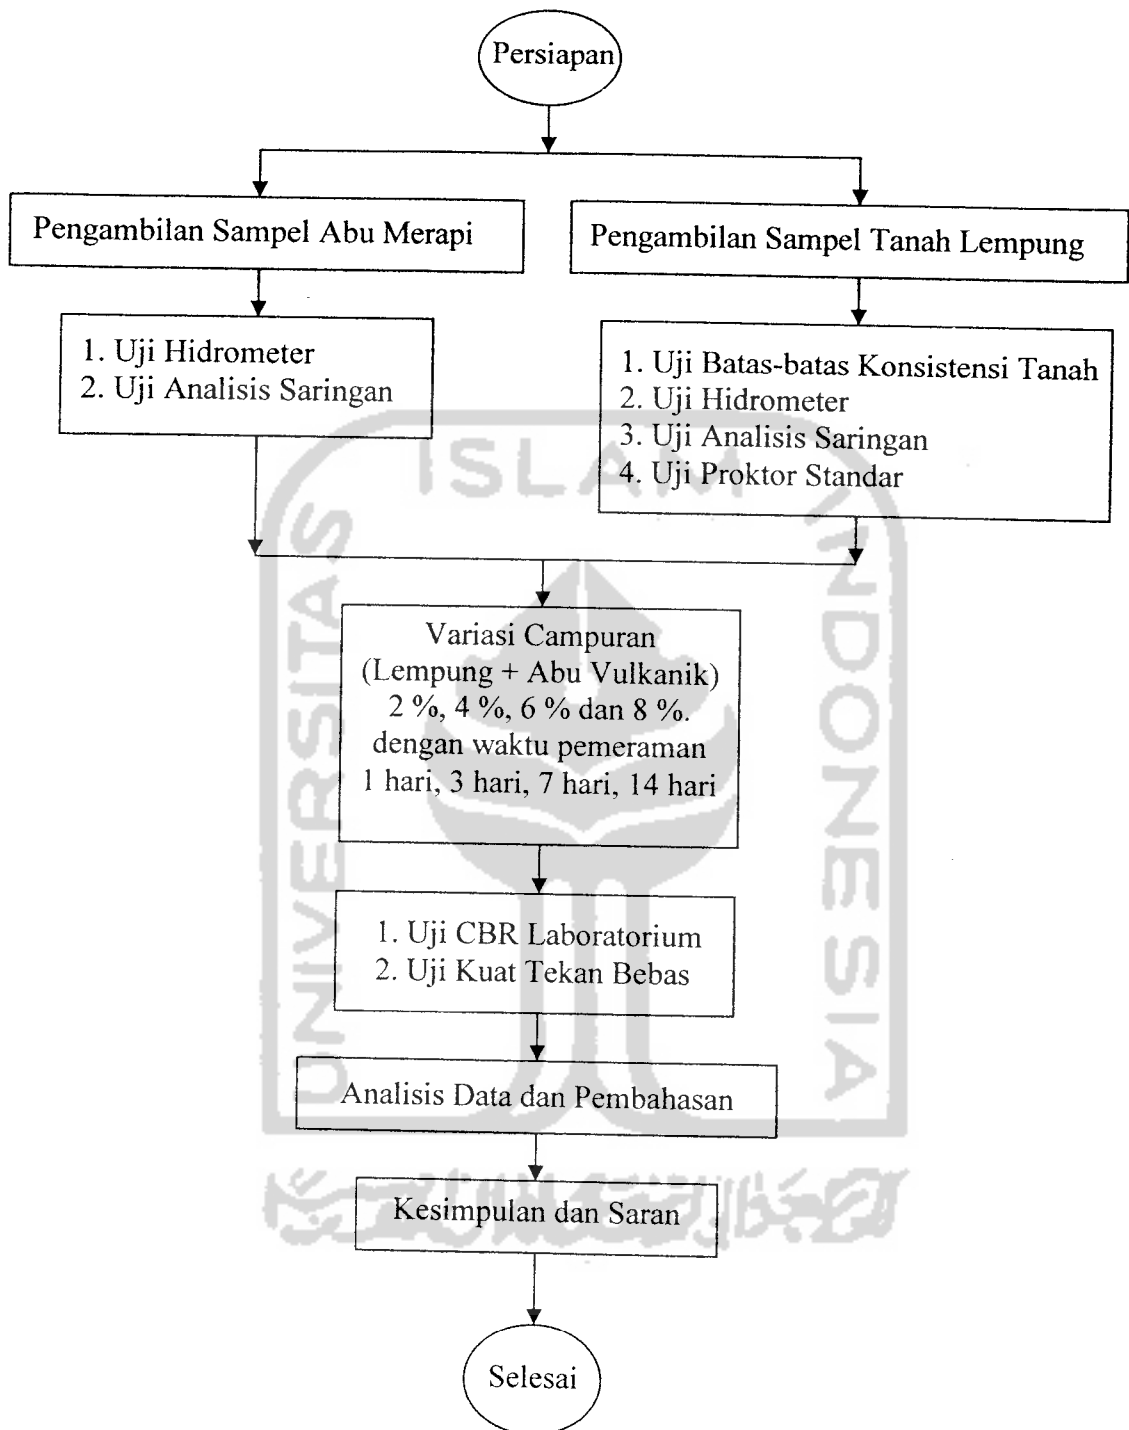 Persiapan
Pengambilan Sampel Abu Merapi
Pengambilan Sampel Tanah Lempung
1. Uji Hidrometer
2. Uji Analisis Saringan
1. Uji Batas-batas Konsistensi Tanah
2. Uji Hidrometer
3. Uji Analisis Saringan
4. Uji Proktor Standar
Variasi Campuran
(Lempung + Abu Vulkanik)
2 %, 4 %, 6 % dan 8 %.
dengan waktu pemeraman
1 hari, 3 hari, 7 hari, 14 hari
1. Uji CBR Laboratorium
2. Uji Kuat Tekan Bebas
Analisis Data dan Pembahasan
Kesimpulan dan Saran
Selesai
UNIVERSITAS
ISLAM
INDONESIA